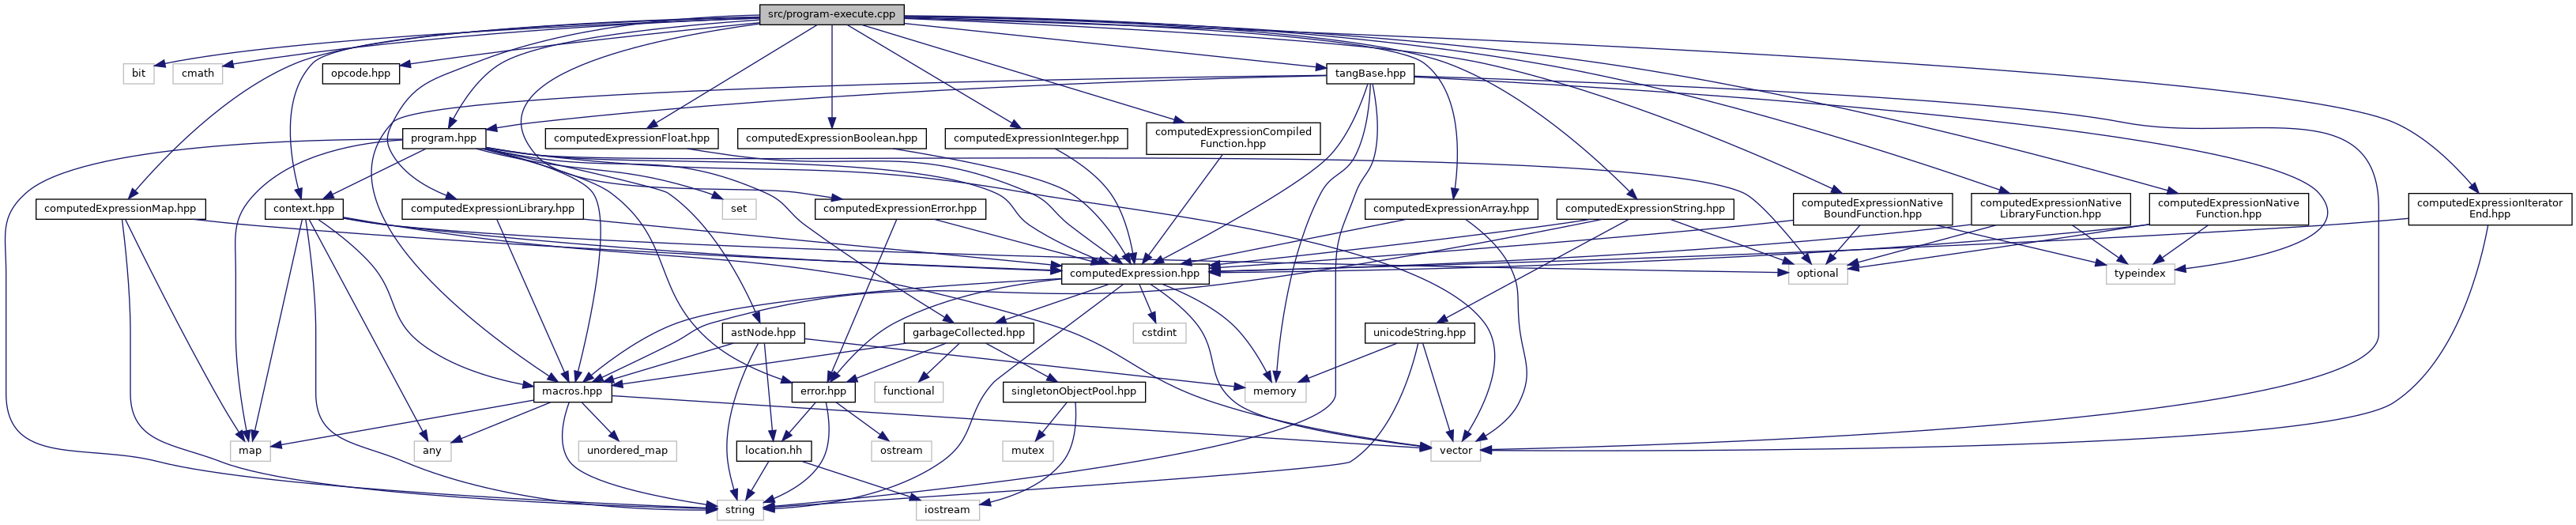 src/program-execute.cpp
bit
cmath
opcode.hpp
tangBase.hpp
program.hpp
computedExpressionFloat.hpp
computedExpressionBoolean.hpp
computedExpressionInteger.hpp
computedExpressionCompiled
Function.hpp
computedExpressionMap.hpp
context.hpp
computedExpressionLibrary.hpp
set
computedExpressionError.hpp
computedExpressionArray.hpp
computedExpressionString.hpp
computedExpressionNative
BoundFunction.hpp
computedExpressionNative
LibraryFunction.hpp
computedExpressionNative
Function.hpp
computedExpressionIterator
End.hpp
computedExpression.hpp
optional
typeindex
astNode.hpp
garbageCollected.hpp
cstdint
unicodeString.hpp
macros.hpp
error.hpp
functional
singletonObjectPool.hpp
memory
map
any
unordered_map
location.hh
ostream
mutex
vector
string
iostream